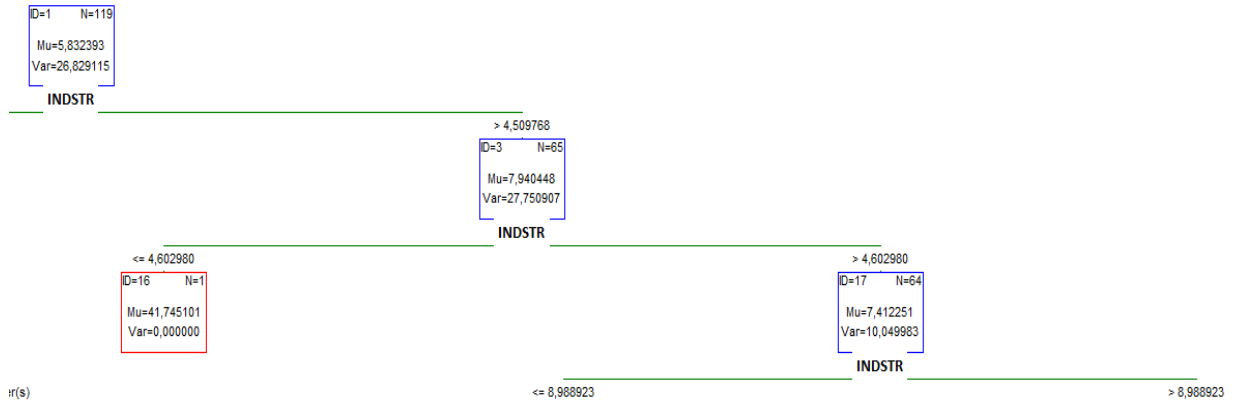 ID=1 N=119
Mu=5,832393
Var=26,829115
INDSTR
> 4,509768
ID=3 N=65
Mu=7,940448
Var=27,750907
INDSTR
<= 4,602980
> 4,602980
ID=16 N=1
Mu=41,745101
Var=0,000000
ID=17 N=64
Mu=7,412251
Var=10,049983
INDSTR
er(s)
<= 8,988923
> 8,988923